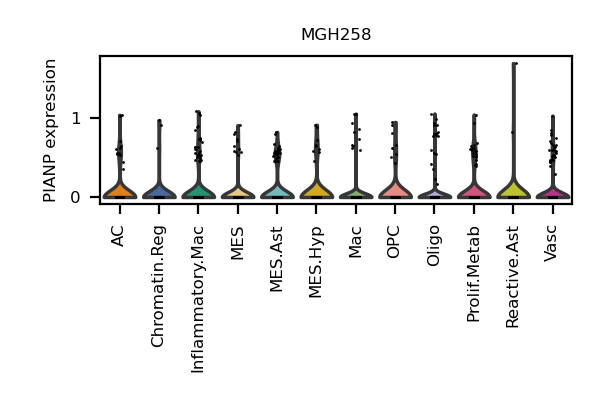 MGH258
PIANP expression
1
0
AC
Chromatin.Reg
Inflammatory.Mac
MES
MES.Ast
MES.Hyp
Mac
OPC
Oligo
Prolif.Metab
Reactive.Ast
Vasc